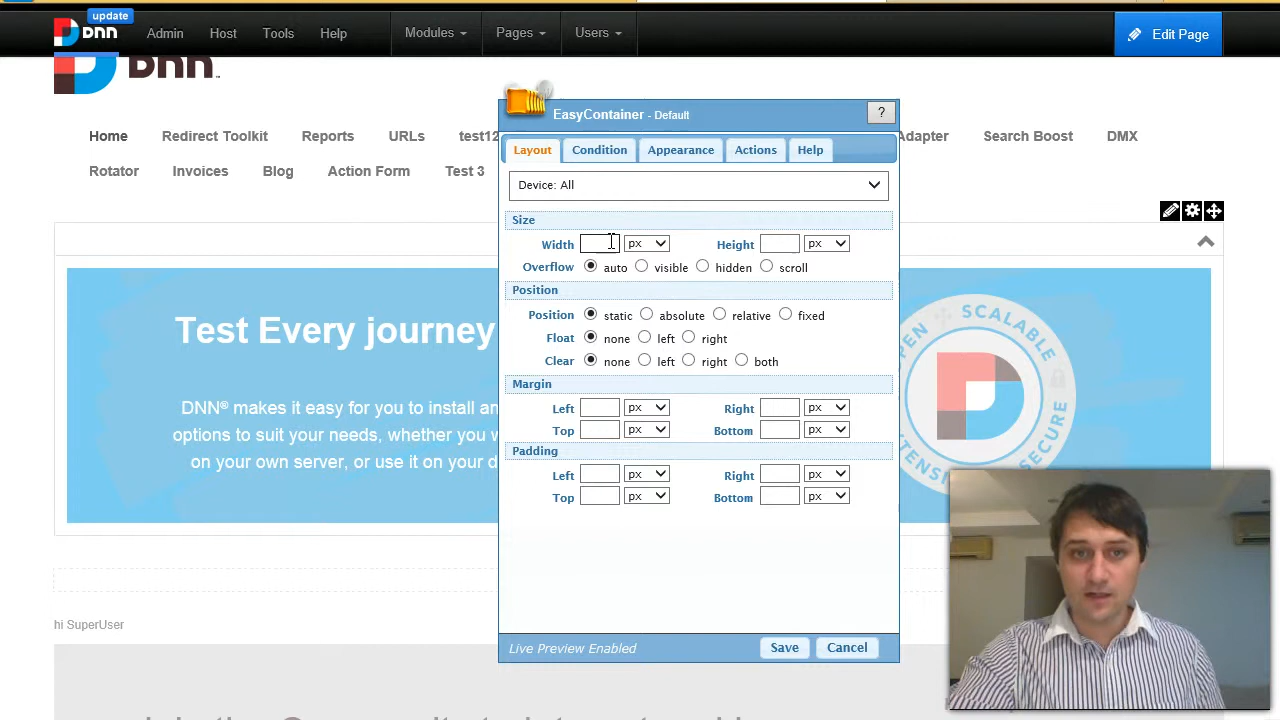 update
DNN Admin Host Tools Help Modules Pages Users Edit Page
DNN
EasyContainer - Default ?
Home Redirect Toolkit Reports URLs test12 Adapter Search Boost DMX
Rotator Invoices Blog Action Form Test 3
Layout Condition Appearance Actions Help
Device: All
Size
Width px Height px
Overflow auto visible hidden scroll
Position
Position static absolute relative fixed
Float none left right
Clear none left right both
Margin
Left px Right px
Top px Bottom px
Padding
Left px Right px
Top px Bottom px
Live Preview Enabled Save Cancel
Test Every journey
DNN® makes it easy for you to install an
options to suit your needs, whether you w
on your own server, or use it on your d
OPEN SCALABLE
SECURE
hi SuperUser